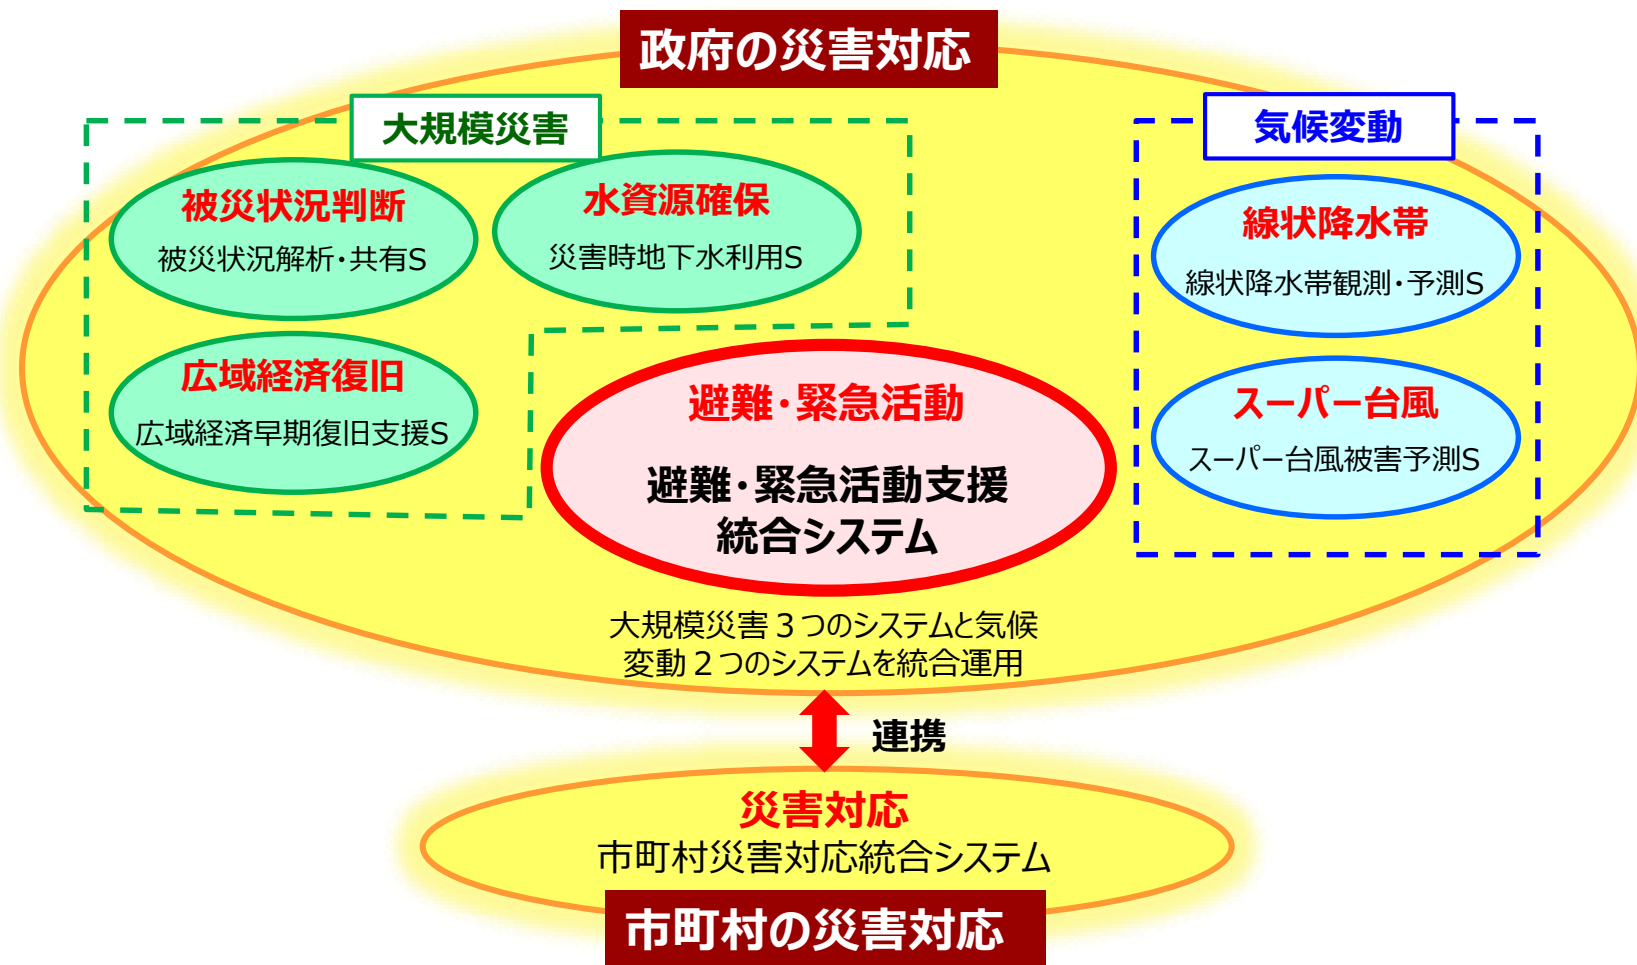 政府の災害対応
大規模災害
被災状況判断
被災状況解析・共有S
水資源確保
災害時地下水利用S
広域経済復旧
広域経済早期復旧支援S
気候変動
線状降水帯
線状降水帯観測・予測S
スーパー台風
スーパー台風被害予測S
避難・緊急活動
避難・緊急活動支援
統合システム
大規模災害３つのシステムと気候
変動２つのシステムを統合運用
連携
災害対応
市町村災害対応統合システム
市町村の災害対応